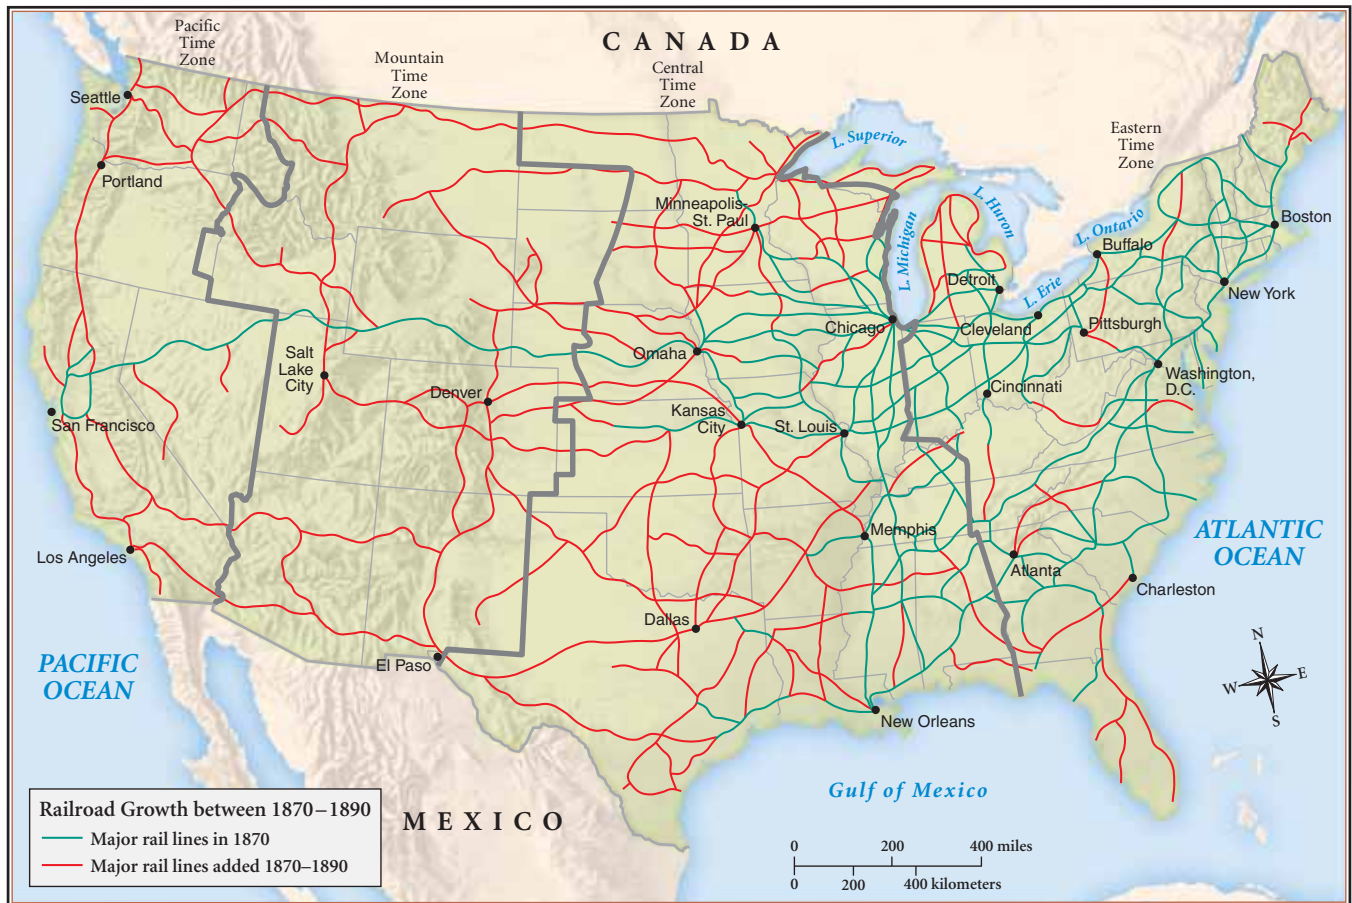 CANADA
Pacific
Time
Zone
Mountain
Time
Zone
Central
Time
Zone
Eastern
Time
Zone
Seattle
Portland
L. Superior
Minneapolis-
St. Paul
L. Michigan
L. Huron
L. Ontario
Buffalo
Boston
Detroit
L. Erie
New York
Chicago
Cleveland
Pittsburgh
Omaha
Salt
Lake
City
Denver
Cincinnati
Washington,
D.C.
San Francisco
Kansas
City
St. Louis
Los Angeles
Memphis
Atlanta
Charleston
ATLANTIC
OCEAN
Dallas
El Paso
PACIFIC
OCEAN
New Orleans
N
W
E
S
Gulf of Mexico
MEXICO
Railroad Growth between 1870–1890
Major rail lines in 1870
Major rail lines added 1870–1890
0 200 400 miles
0 200 400 kilometers